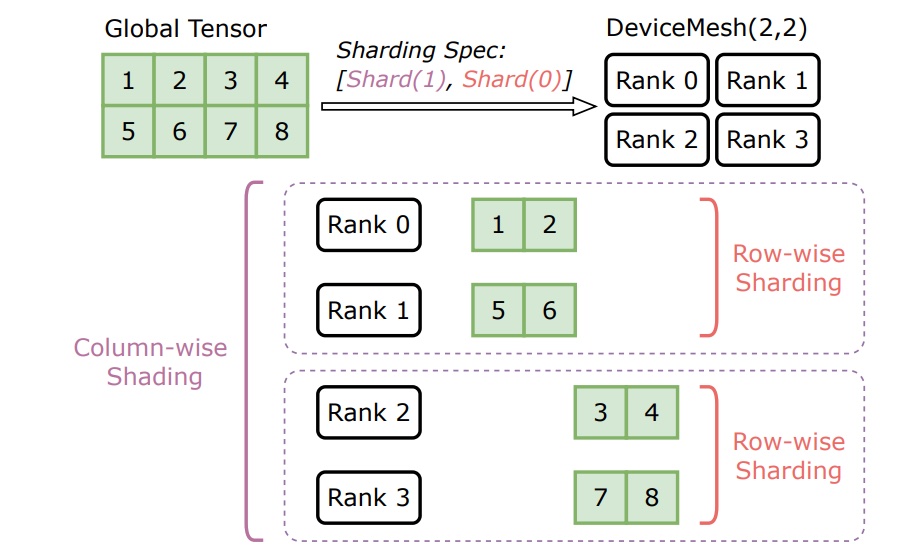 Global Tensor
Sharding Spec:
[Shard(1), Shard(0)]
DeviceMesh(2,2)
1 2 3 4
5 6 7 8
Rank 0 Rank 1
Rank 2 Rank 3
Column-wise
Shading
Rank 0 1 2
Rank 1 5 6
Row-wise
Sharding
Rank 2 3 4
Rank 3 7 8
Row-wise
Sharding